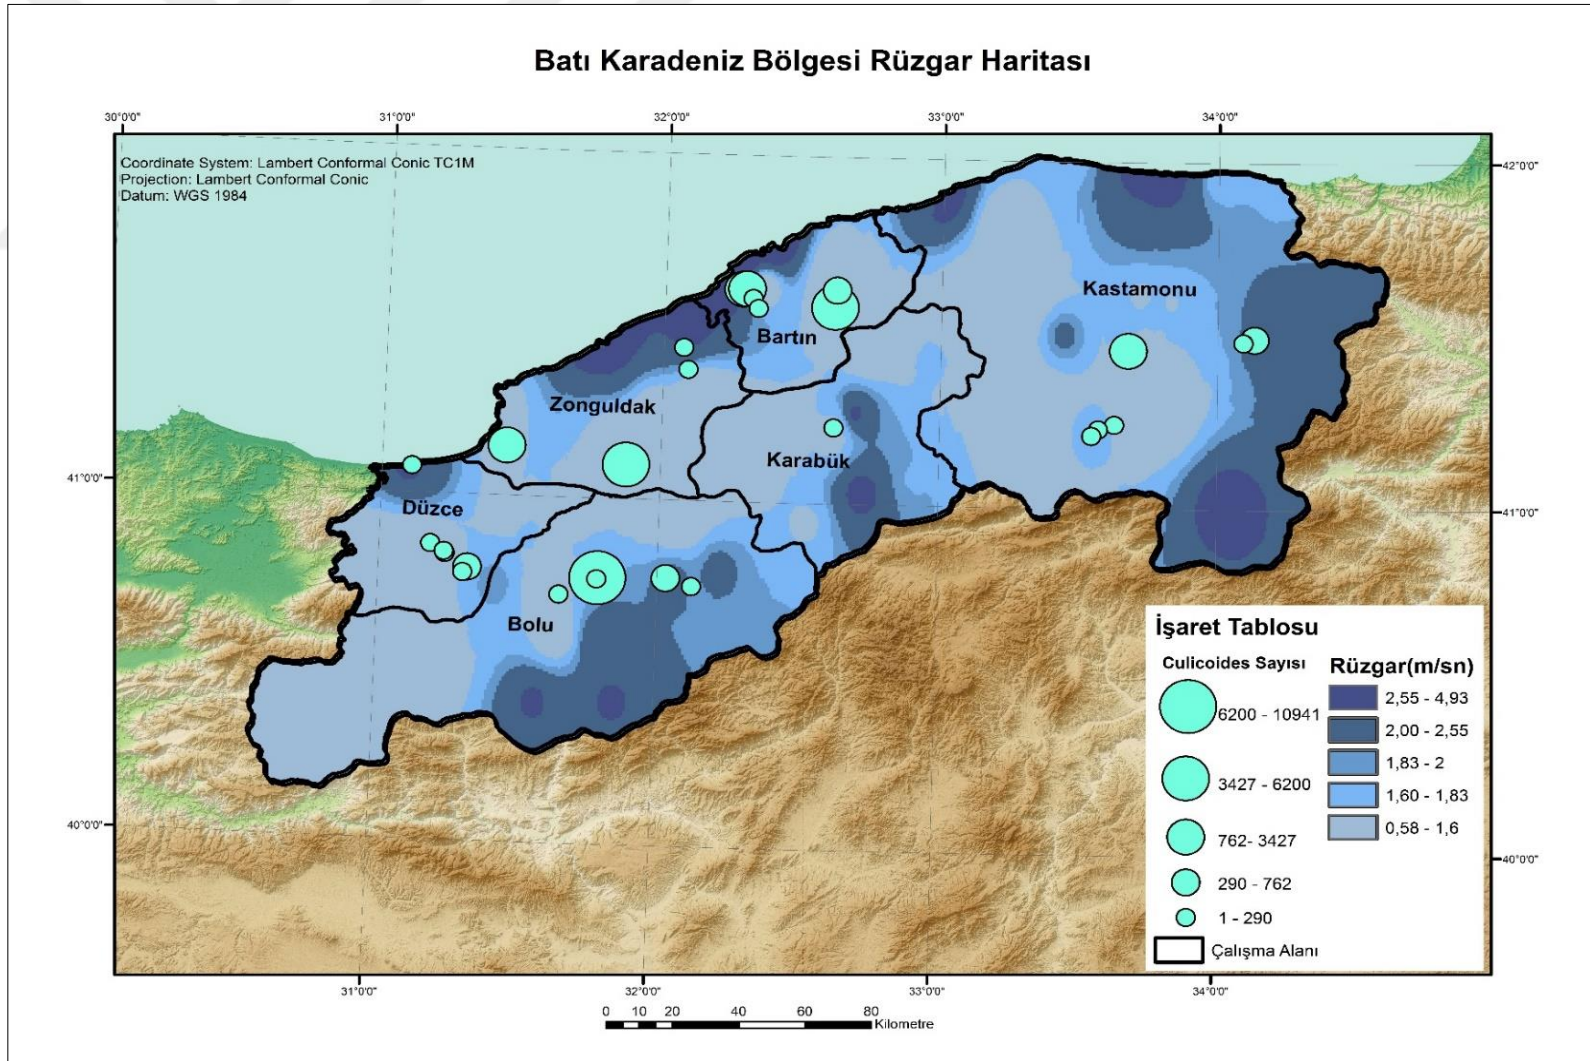 Batı Karadeniz Bölgesi Rüzgar Haritası
30°0'0" 31°0'0" 32°0'0" 33°0'0" 34°0'0"
Coordinate System: Lambert Conformal Conic TC1M
Projection: Lambert Conformal Conic
Datum: WGS 1984
42°0'0"
Kastamonu
Bartın
Zonguldak
Karabük
41°0'0"
Düzce
41°0'0"
Bolu
İşaret Tablosu
Culicoides Sayısı
6200 - 10941
3427 - 6200
762- 3427
290 - 762
1 - 290
Çalışma Alanı
Rüzgar(m/sn)
2,55 - 4,93
2,00 - 2,55
1,83 - 2
1,60 - 1,83
0,58 - 1,6
40°0'0"
40°0'0"
31°0'0" 32°0'0" 33°0'0" 34°0'0"
0 10 20 40 60 80
Kilometre